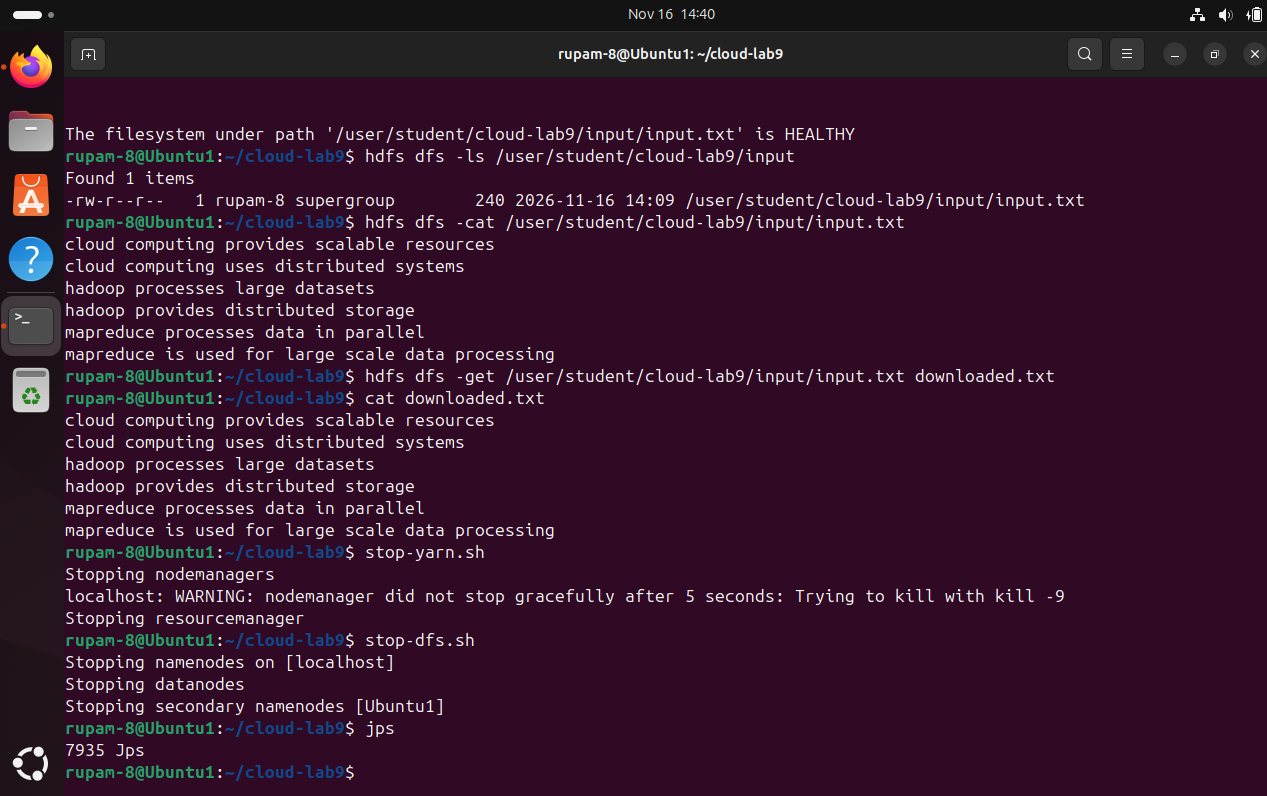 Nov 16 14:40
rupam-8@Ubuntu1: ~/cloud-lab9
The filesystem under path '/user/student/cloud-lab9/input/input.txt' is HEALTHY
rupam-8@Ubuntu1:~/cloud-lab9$ hdfs dfs -ls /user/student/cloud-lab9/input
Found 1 items
-rw-r--r--   1 rupam-8 supergroup        240 2026-11-16 14:09 /user/student/cloud-lab9/input/input.txt
rupam-8@Ubuntu1:~/cloud-lab9$ hdfs dfs -cat /user/student/cloud-lab9/input/input.txt
cloud computing provides scalable resources
cloud computing uses distributed systems
hadoop processes large datasets
hadoop provides distributed storage
mapreduce processes data in parallel
mapreduce is used for large scale data processing
rupam-8@Ubuntu1:~/cloud-lab9$ hdfs dfs -get /user/student/cloud-lab9/input/input.txt downloaded.txt
rupam-8@Ubuntu1:~/cloud-lab9$ cat downloaded.txt
cloud computing provides scalable resources
cloud computing uses distributed systems
hadoop processes large datasets
hadoop provides distributed storage
mapreduce processes data in parallel
mapreduce is used for large scale data processing
rupam-8@Ubuntu1:~/cloud-lab9$ stop-yarn.sh
Stopping nodemanagers
localhost: WARNING: nodemanager did not stop gracefully after 5 seconds: Trying to kill with kill -9
Stopping resourcemanager
rupam-8@Ubuntu1:~/cloud-lab9$ stop-dfs.sh
Stopping namenodes on [localhost]
Stopping datanodes
Stopping secondary namenodes [Ubuntu1]
rupam-8@Ubuntu1:~/cloud-lab9$ jps
7935 Jps
rupam-8@Ubuntu1:~/cloud-lab9$